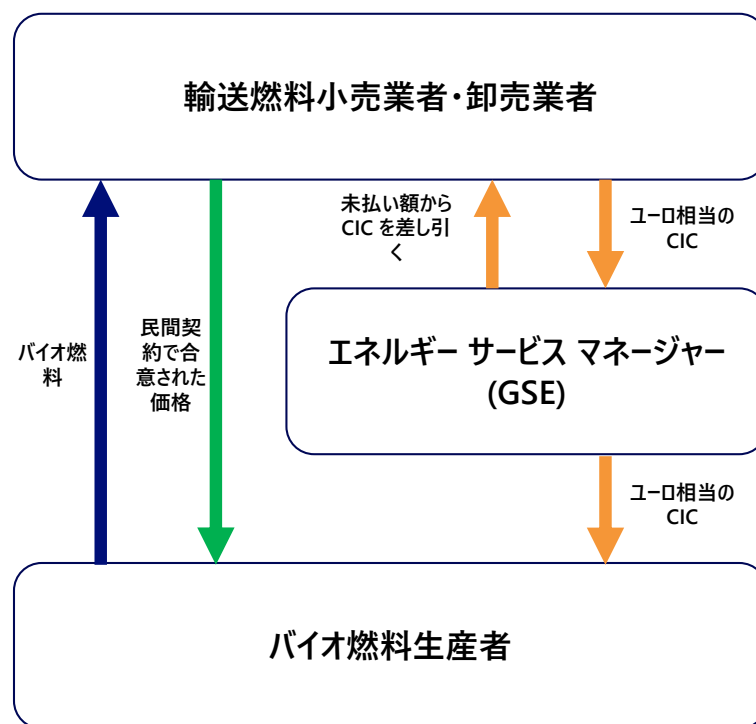 輸送燃料小売業者・卸売業者
未払い額から
CIC を差し引
く
ユーロ相当の
CIC
バイオ燃
料
民間契
約で合
意された
価格
エネルギー サービス マネージャー
(GSE)
ユーロ相当の
CIC
バイオ燃料生産者